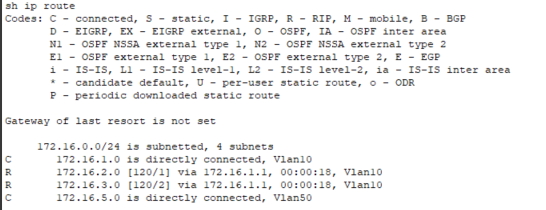 sh ip route
Codes: C - connected, S - static, I - IGRP, R - RIP, M - mobile, B - BGP
D - EIGRP, EX - EIGRP external, O - OSPF, IA - OSPF inter area
N1 - OSPF NSSA external type 1, N2 - OSPF NSSA external type 2
E1 - OSPF external type 1, E2 - OSPF external type 2, E - EGP
i - IS-IS, L1 - IS-IS level-1, L2 - IS-IS level-2, ia - IS-IS inter area
* - candidate default, U - per-user static route, o - ODR
P - periodic downloaded static route
Gateway of last resort is not set
172.16.0.0/24 is subnetted, 4 subnets
C 172.16.1.0 is directly connected, Vlan10
R 172.16.2.0 [120/1] via 172.16.1.1, 00:00:18, Vlan10
R 172.16.3.0 [120/2] via 172.16.1.1, 00:00:18, Vlan10
C 172.16.5.0 is directly connected, Vlan50